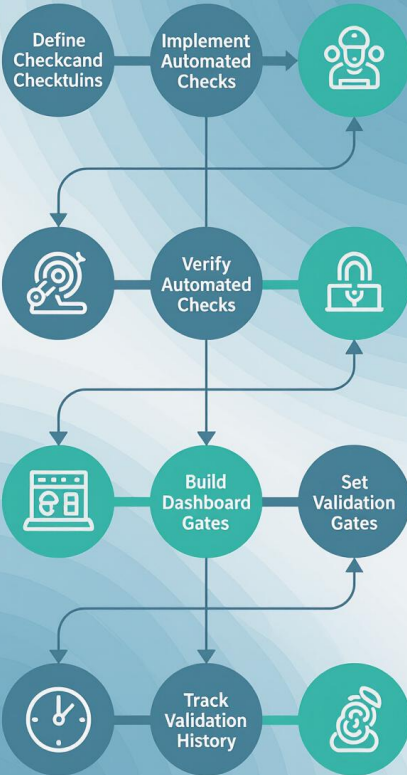 Define
Checkcand
Checktulins
Implement
Automated
Checks
Verify
Automated
Checks
Build
Dashboard
Gates
Set
Validation
Gates
Track
Validation
History